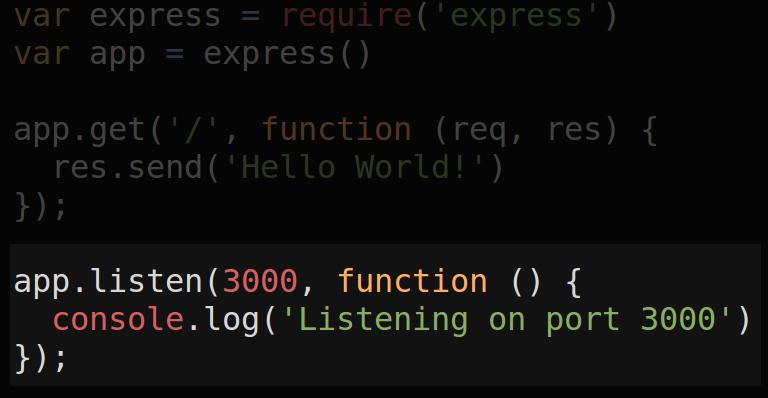 var express = require('express')
var app = express()

app.get('/', function (req, res) {
  res.send('Hello World!')
});

app.listen(3000, function () {
  console.log('Listening on port 3000')
});